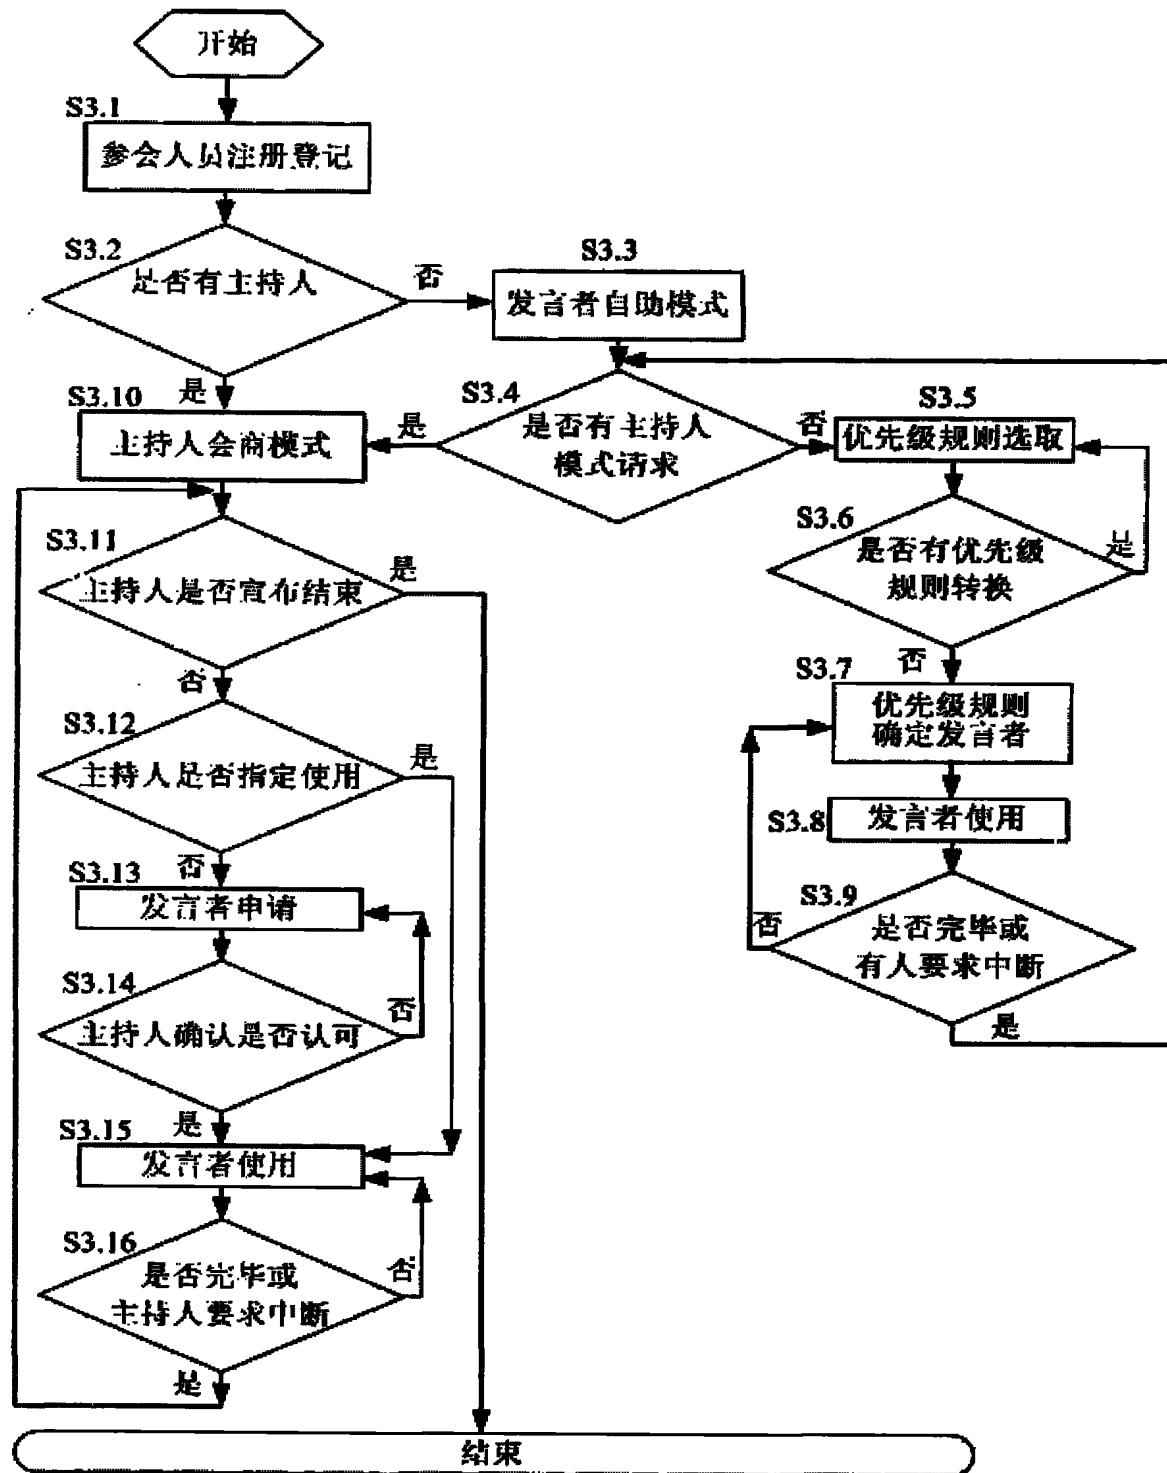 开始
S3.1
参会人员注册登记
S3.2
是否有主持人
否
S3.3
发言者自助模式
是
S3.10
主持人会商模式
是
S3.4
是否有主持人
模式请求
否
S3.5
优先级规则选取
S3.6
是否有优先级
规则转换
是
否
S3.11
主持人是否宣布结束
是
否
S3.7
优先级规则
确定发言者
S3.12
主持人是否指定使用
是
否
S3.8
发言者使用
S3.13
发言者申请
S3.9
是否完毕或
有人要求中断
否
是
S3.14
主持人确认是否认可
否
是
S3.15
发言者使用
S3.16
是否完毕或
主持人要求中断
否
是
结束